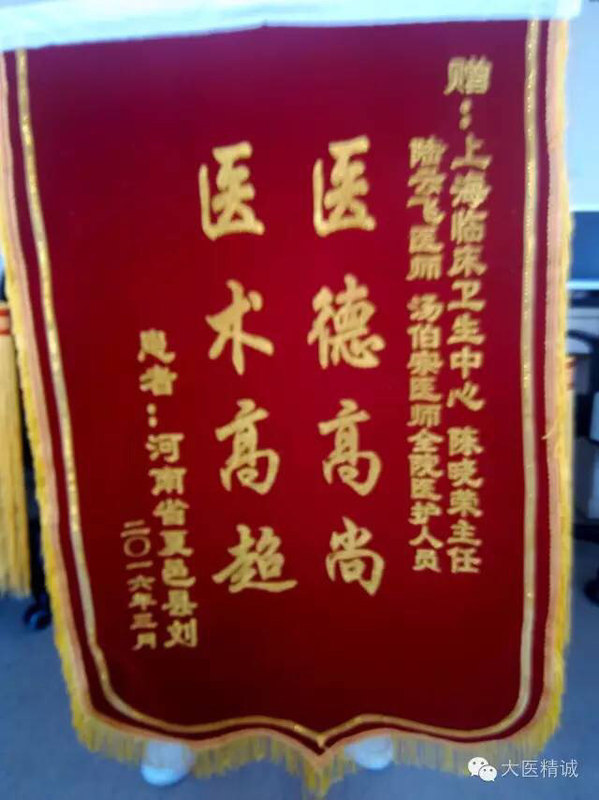 赠：上海临床卫生中心 陈晓荣主任
陆云飞医师 汤伯宗医师全院医护人员
医德高尚
医术高超
患者：河南省夏邑县刘
二〇一六年三月
大医精诚